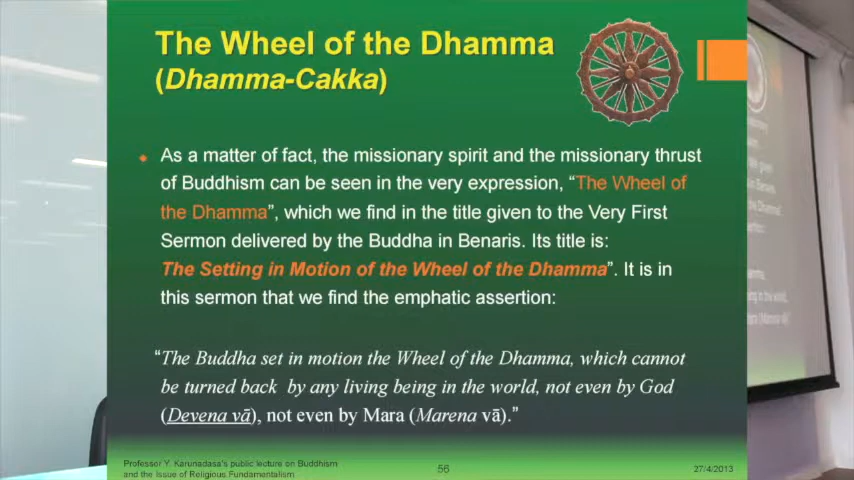 The Wheel of the Dhamma
(Dhamma-Cakka)
As a matter of fact, the missionary spirit and the missionary thrust
of Buddhism can be seen in the very expression, “The Wheel of
the Dhamma”, which we find in the title given to the Very First
Sermon delivered by the Buddha in Benaris. Its title is:
The Setting in Motion of the Wheel of the Dhamma”. It is in
this sermon that we find the emphatic assertion:
“The Buddha set in motion the Wheel of the Dhamma, which cannot
be turned back by any living being in the world, not even by God
(Devena vā), not even by Mara (Marena vā).”
Professor Y. Karunadasa's public lecture on Buddhism
and the Issue of Religious Fundamentalism
56
27/4/2013